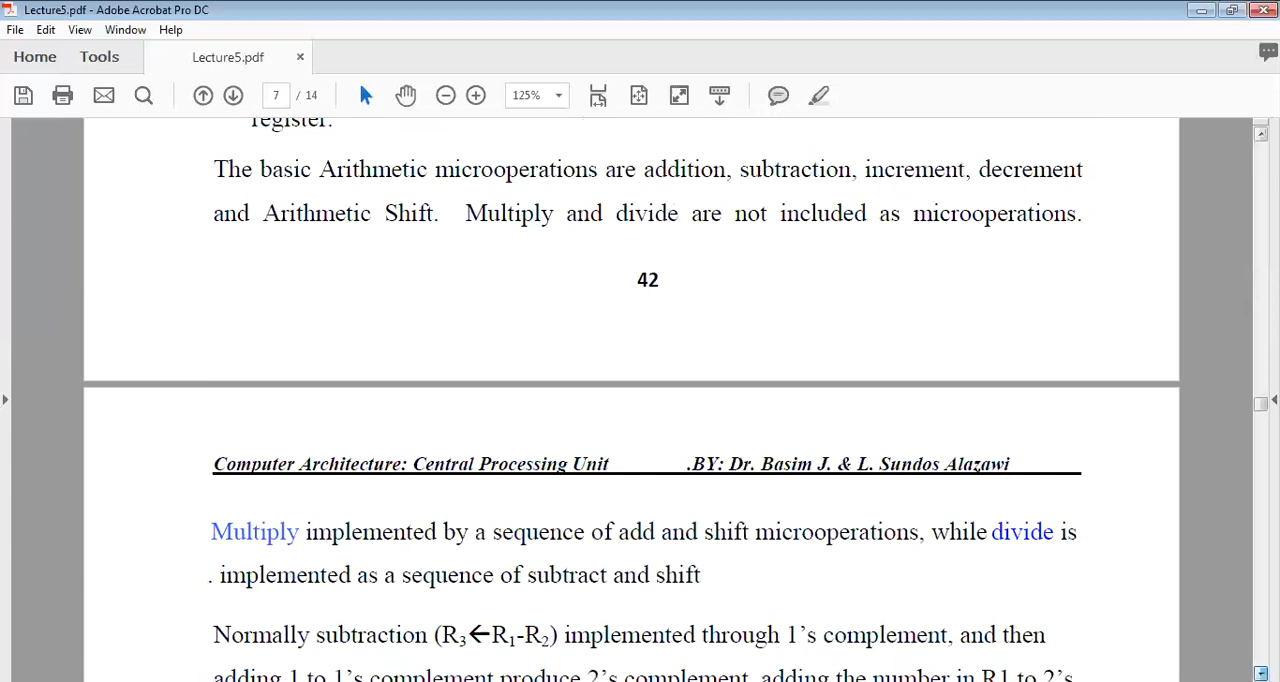 Lecture5.pdf - Adobe Acrobat Pro DC
File Edit View Window Help
Home Tools Lecture5.pdf ×
7 / 14 125%
register.
The basic Arithmetic microoperations are addition, subtraction, increment, decrement
and Arithmetic Shift. Multiply and divide are not included as microoperations.
42
Computer Architecture: Central Processing Unit .BY: Dr. Basim J. & L. Sundos Alazawi
Multiply implemented by a sequence of add and shift microoperations, while divide is
. implemented as a sequence of subtract and shift
Normally subtraction (R₃←R₁-R₂) implemented through 1’s complement, and then
adding 1 to 1’s complement produce 2’s complement, adding the number in R1 to 2’s